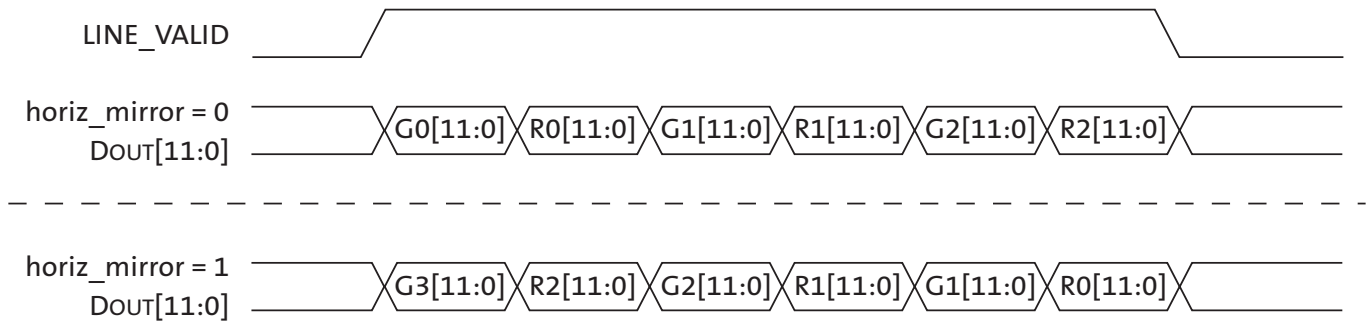 LINE_VALID
horiz_mirror = 0
DOUT[11:0]
G0[11:0] R0[11:0] G1[11:0] R1[11:0] G2[11:0] R2[11:0]
horiz_mirror = 1
DOUT[11:0]
G3[11:0] R2[11:0] G2[11:0] R1[11:0] G1[11:0] R0[11:0]